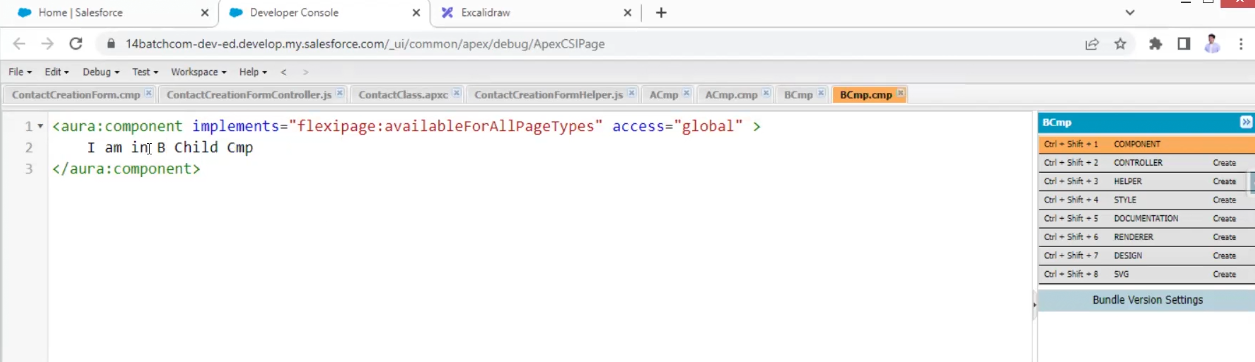 Home | Salesforce
Developer Console
Excalidraw
14batchcom-dev-ed.develop.my.salesforce.com/_ui/common/apex/debug/ApexCSIPage
File Edit Debug Test Workspace Help < >
ContactCreationForm.cmp ContactCreationFormController.js ContactClass.apxc ContactCreationFormHelper.js ACmp ACmp.cmp BCmp BCmp.cmp
1 <aura:component implements="flexipage:availableForAllPageTypes" access="global" >
2 I am in B Child Cmp
3 </aura:component>
BCmp
Ctrl + Shift + 1 COMPONENT
Ctrl + Shift + 2 CONTROLLER Create
Ctrl + Shift + 3 HELPER Create
Ctrl + Shift + 4 STYLE Create
Ctrl + Shift + 5 DOCUMENTATION Create
Ctrl + Shift + 6 RENDERER Create
Ctrl + Shift + 7 DESIGN Create
Ctrl + Shift + 8 SVG Create
Bundle Version Settings